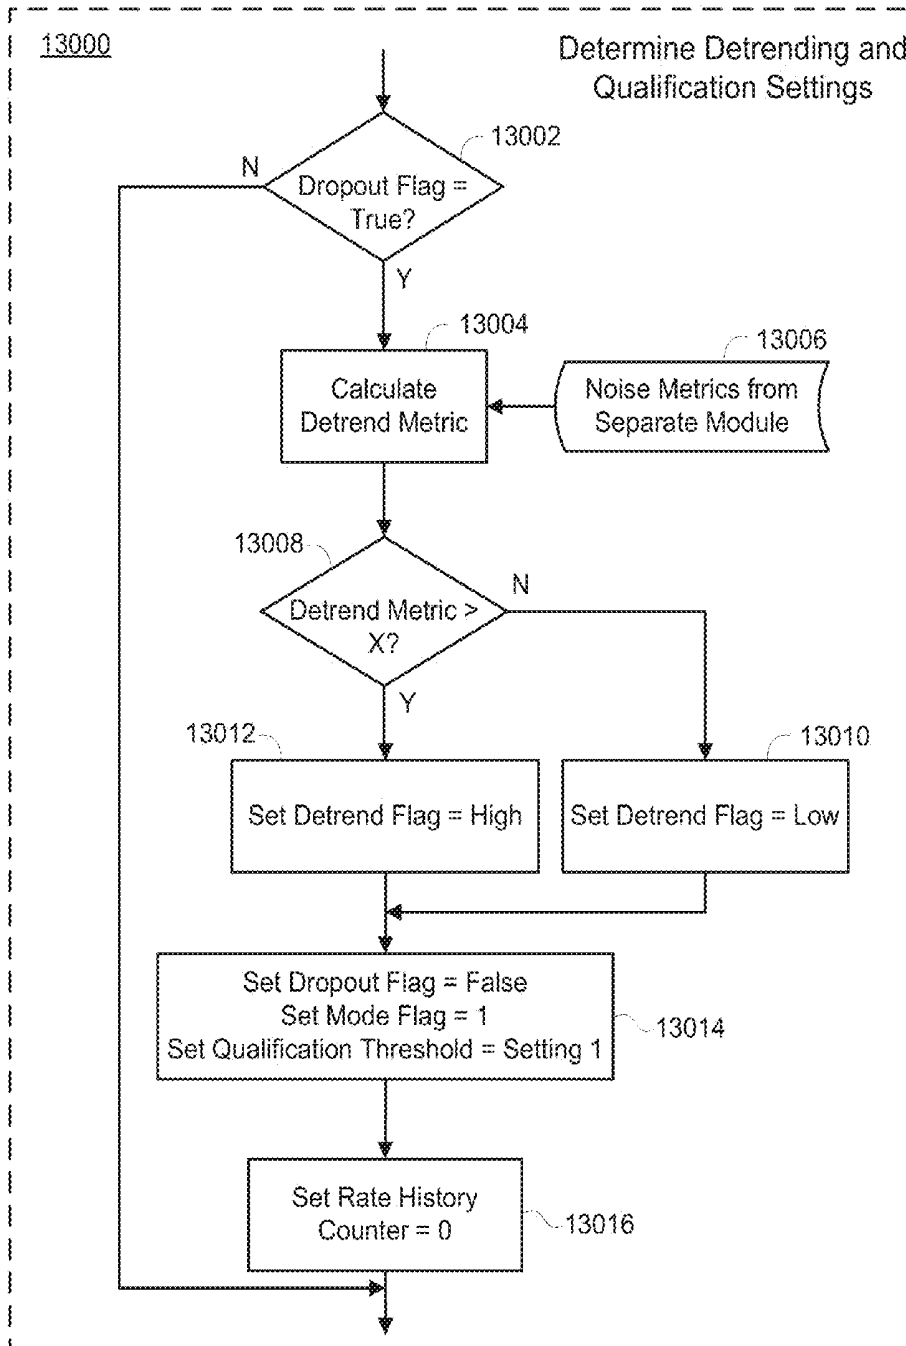 13000
Determine Detrending and
Qualification Settings
13002
N
Dropout Flag =
True?
Y
13004
13006
Calculate
Detrend Metric
Noise Metrics from
Separate Module
13008
N
Detrend Metric >
X?
Y
13012
13010
Set Detrend Flag = High
Set Detrend Flag = Low
Set Dropout Flag = False
Set Mode Flag = 1
Set Qualification Threshold = Setting 1
13014
Set Rate History
Counter = 0
13016